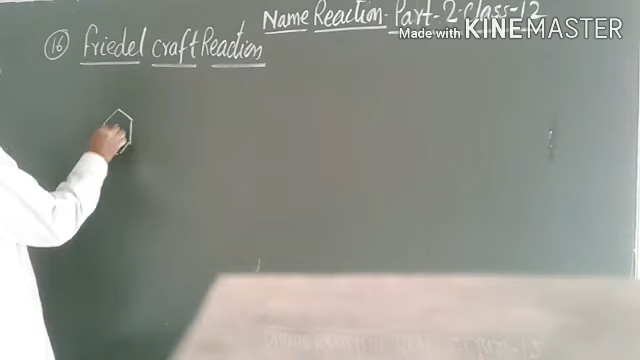 Name Reaction-Part-2-Class-12
Made with KINEMASTER
16 friedel craft Reaction